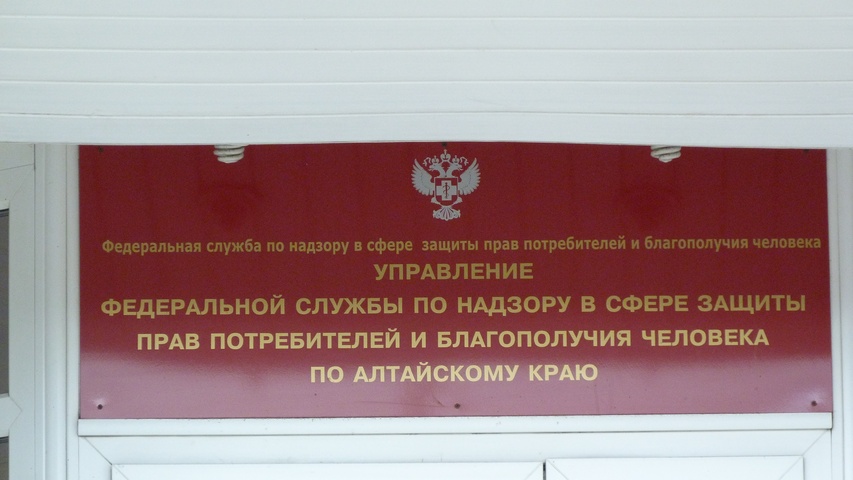 Федеральная служба по надзору в сфере защиты прав потребителей и благополучия человека
УПРАВЛЕНИЕ
ФЕДЕРАЛЬНОЙ СЛУЖБЫ ПО НАДЗОРУ В СФЕРЕ ЗАЩИТЫ
ПРАВ ПОТРЕБИТЕЛЕЙ И БЛАГОПОЛУЧИЯ ЧЕЛОВЕКА
ПО АЛТАЙСКОМУ КРАЮ